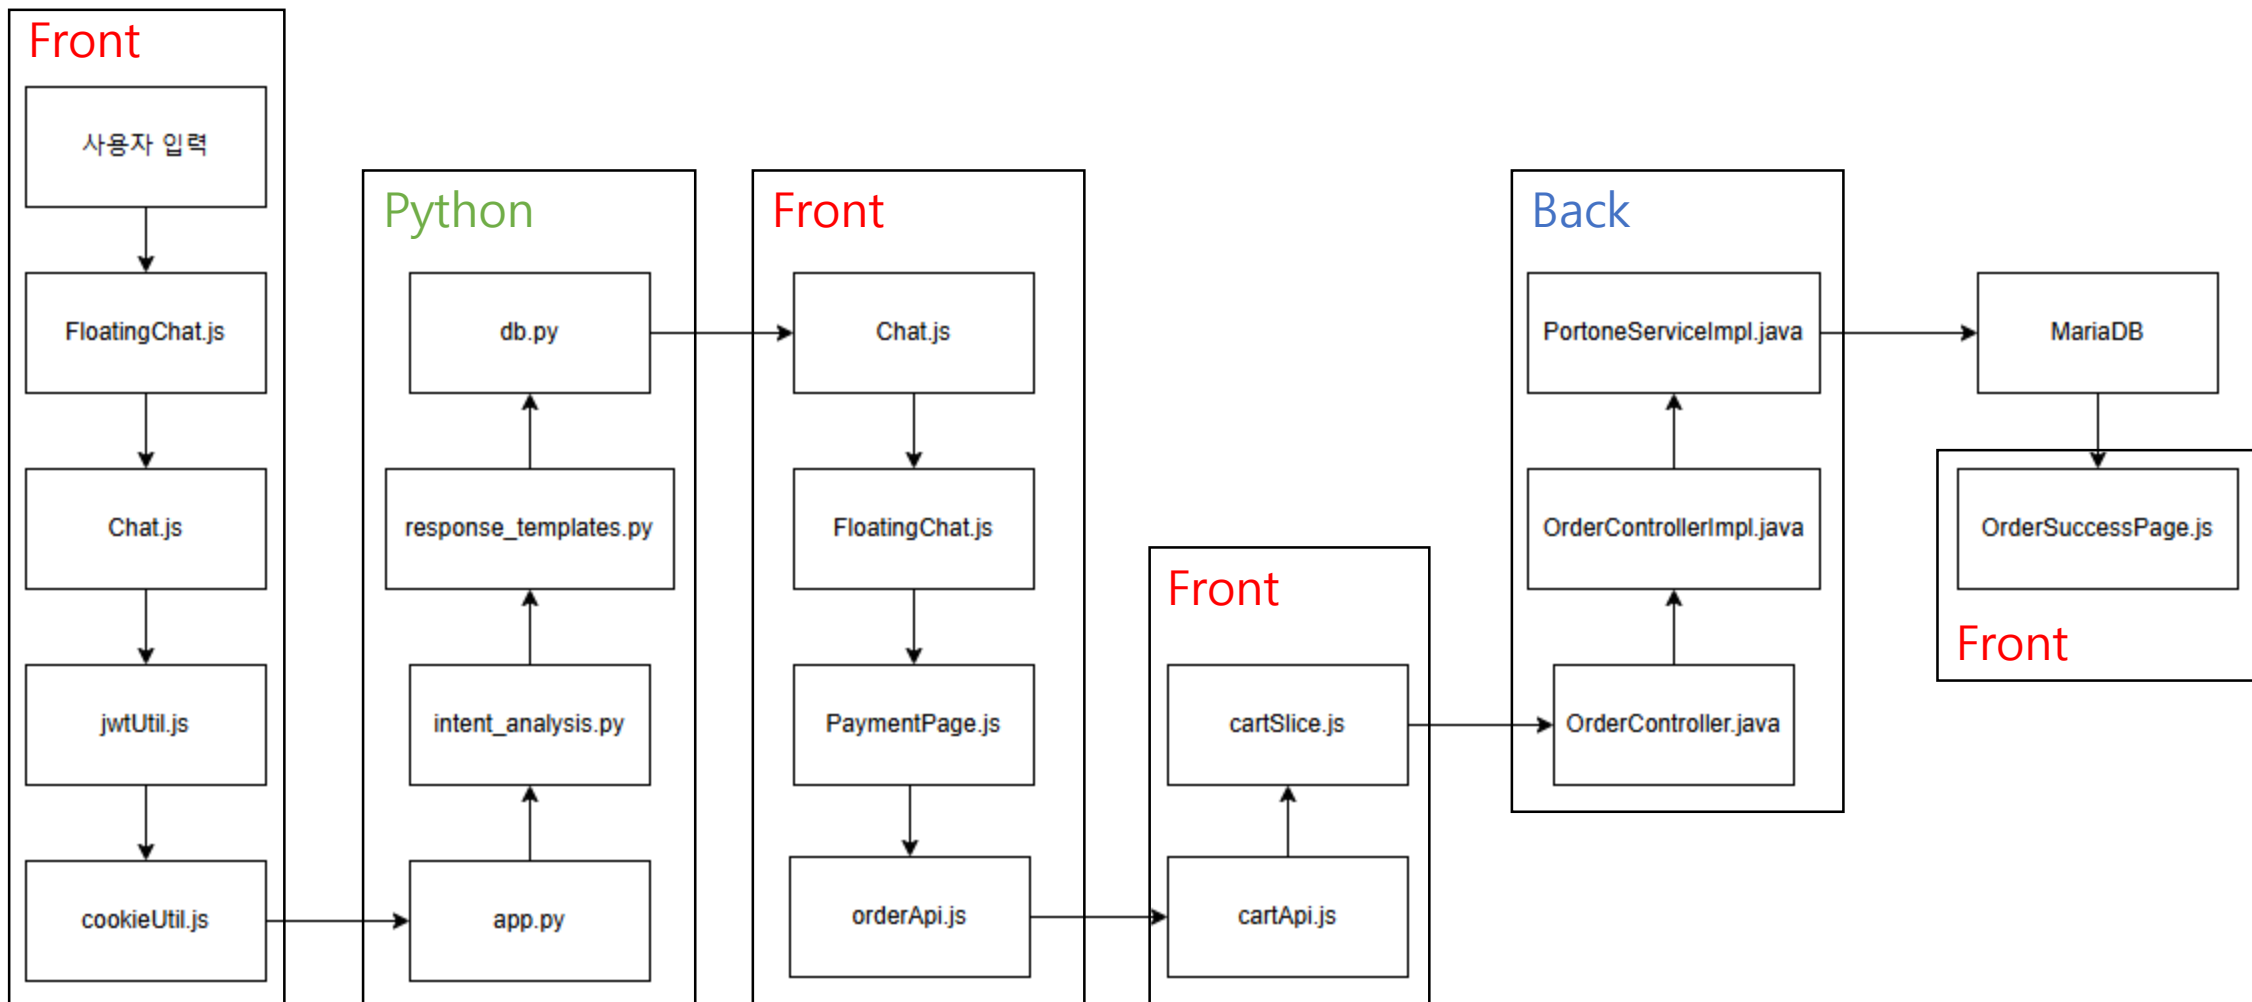 Front
사용자 입력
FloatingChat.js
Chat.js
jwtUtil.js
cookieUtil.js
Python
db.py
response_templates.py
intent_analysis.py
app.py
Front
Chat.js
FloatingChat.js
PaymentPage.js
orderApi.js
Front
cartSlice.js
cartApi.js
Back
PortoneServiceImpl.java
OrderControllerImpl.java
OrderController.java
MariaDB
OrderSuccessPage.js
Front